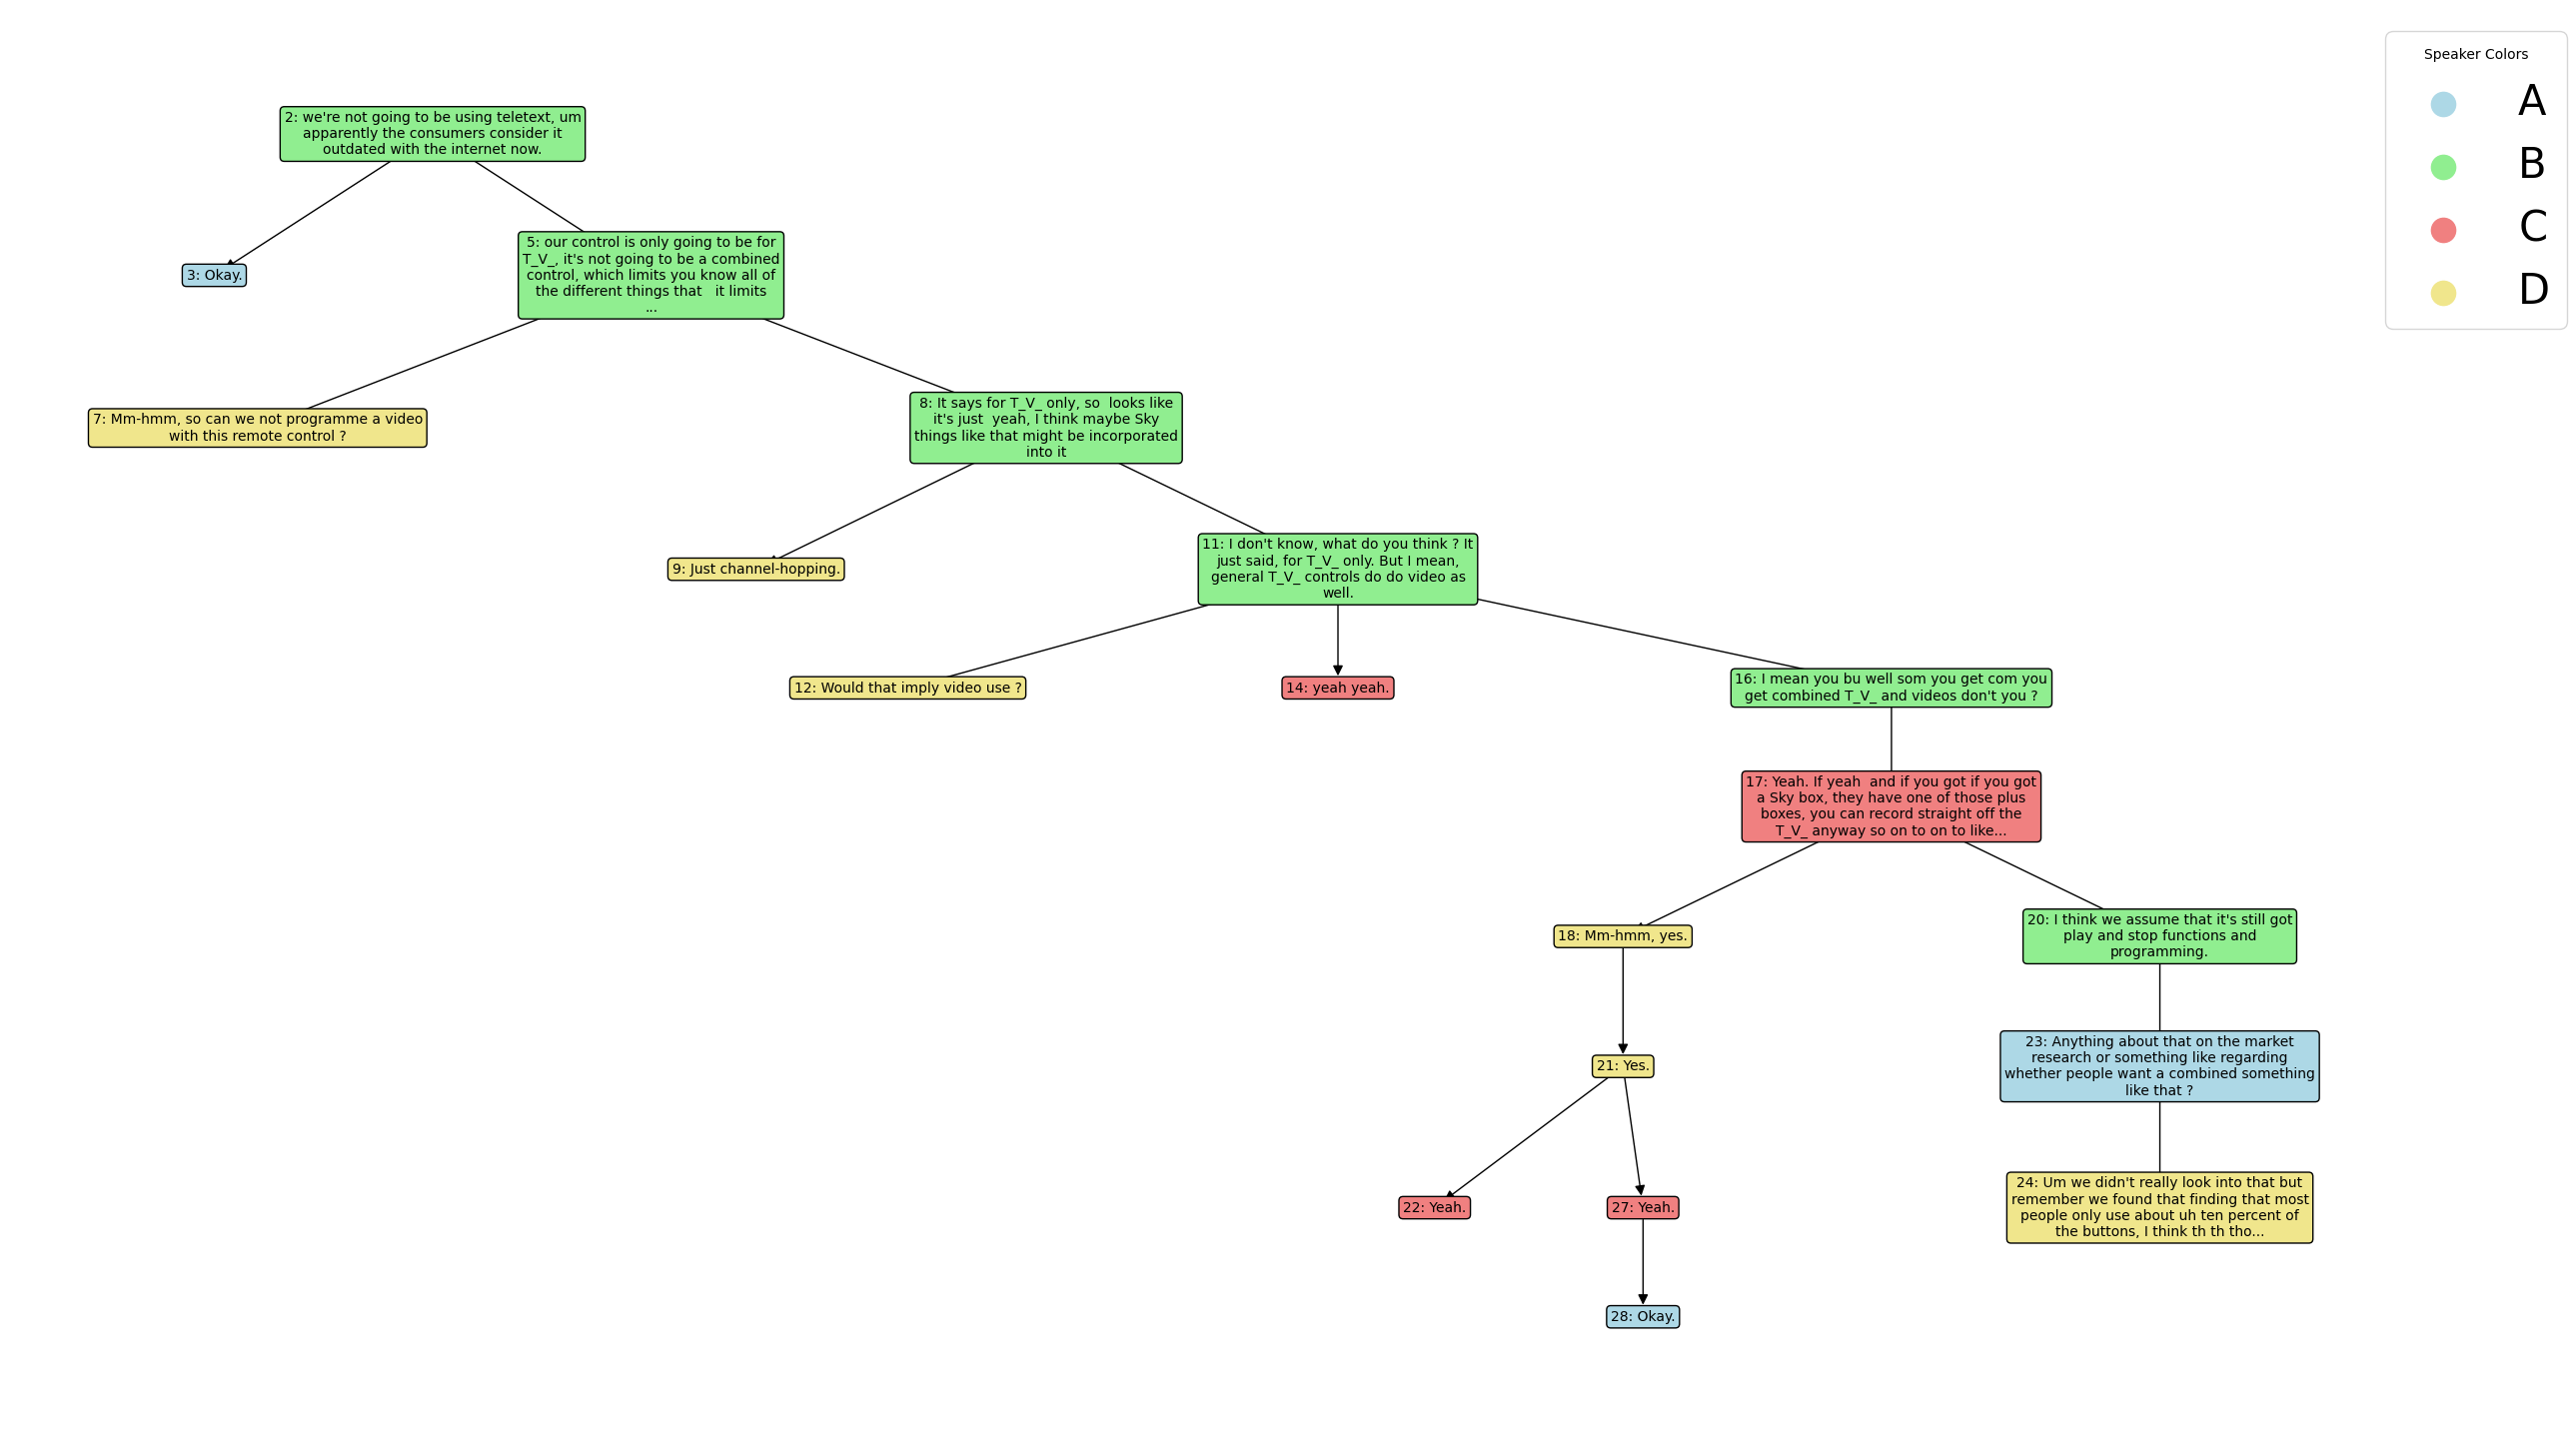 Speaker Colors
A
B
C
D
2: we're not going to be using teletext, um
apparently the consumers consider it
outdated with the internet now.
3: Okay.
5: our control is only going to be for
T_V_, it's not going to be a combined
control, which limits you know all of
the different things that   it limits
...
7: Mm-hmm, so can we not programme a video
with this remote control ?
8: It says for T_V_ only, so  looks like
it's just  yeah, I think maybe Sky
things like that might be incorporated
into it
9: Just channel-hopping.
11: I don't know, what do you think ? It
just said, for T_V_ only. But I mean,
general T_V_ controls do do video as
well.
12: Would that imply video use ?
14: yeah yeah.
16: I mean you bu well som you get com you
get combined T_V_ and videos don't you ?
17: Yeah. If yeah  and if you got if you got
a Sky box, they have one of those plus
boxes, you can record straight off the
T_V_ anyway so on to on to like...
18: Mm-hmm, yes.
20: I think we assume that it's still got
play and stop functions and
programming.
21: Yes.
23: Anything about that on the market
research or something like regarding
whether people want a combined something
like that ?
22: Yeah.
27: Yeah.
24: Um we didn't really look into that but
remember we found that finding that most
people only use about uh ten percent of
the buttons, I think th th tho...
28: Okay.